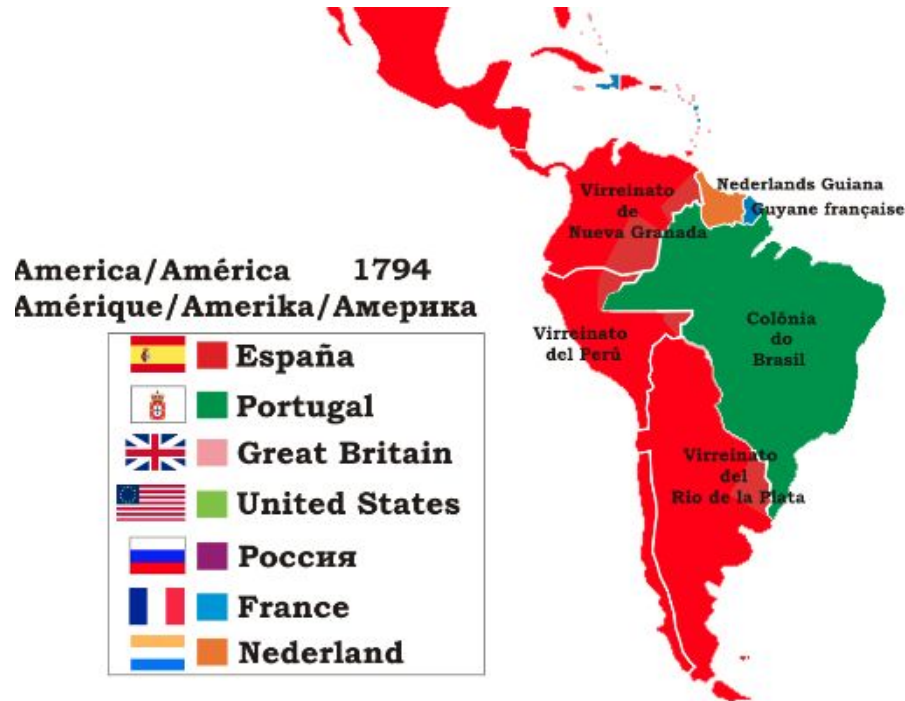 America/América 1794
Amérique/Amerika/Америка
España
Portugal
Great Britain
United States
Россия
France
Nederland
Virreinato
de
Nueva Granada
Nederlands Guiana
Guyane française
Virreinato
del Perú
Colônia
do
Brasil
Virreinato
del
Río de la Plata